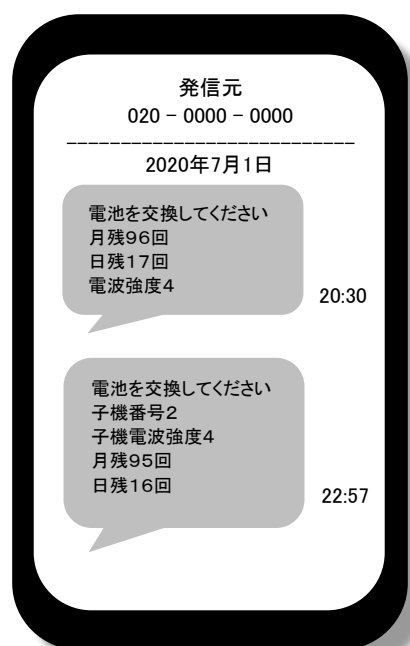 発信元
020 - 0000 - 0000
2020年7月1日
電池を交換してください
月残96回
日残17回
電波強度4
20:30
電池を交換してください
子機番号2
子機電波強度4
月残95回
日残16回
22:57